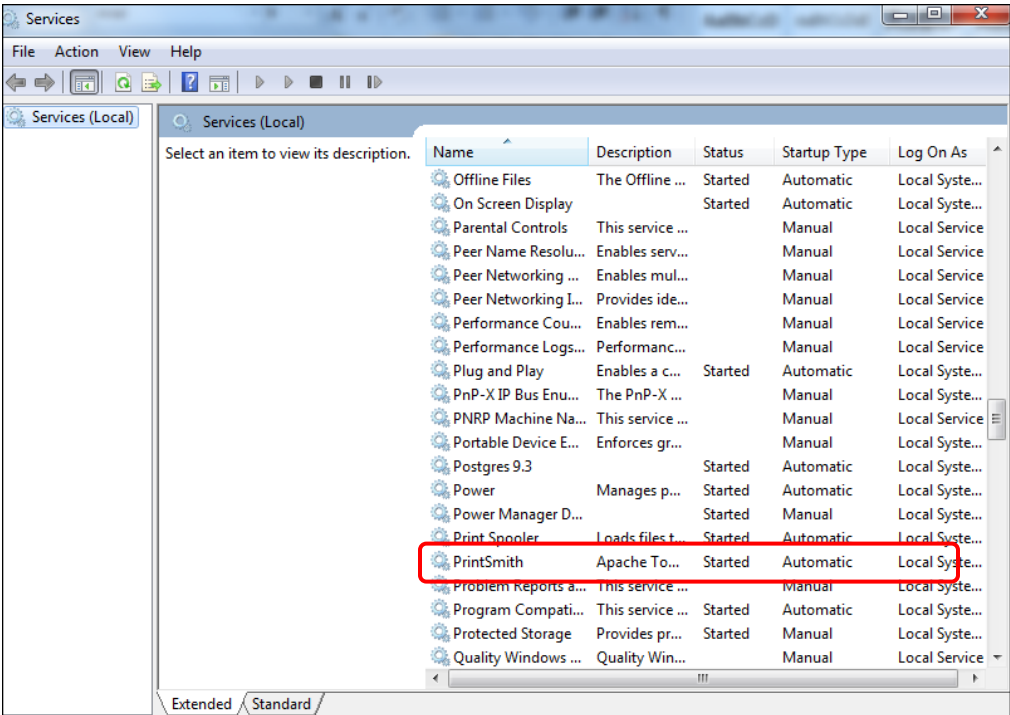 Services
File Action View Help
Services (Local)
Services (Local)
Select an item to view its description.
Name Description Status Startup Type Log On As
Offline Files The Offline ... Started Automatic Local Syste...
On Screen Display Started Automatic Local Syste...
Parental Controls This service ... Manual Local Service
Peer Name Resolu... Enables serv... Manual Local Service
Peer Networking ... Enables mul... Manual Local Service
Peer Networking I... Provides ide... Manual Local Service
Performance Cou... Enables rem... Manual Local Service
Performance Logs... Performanc... Manual Local Service
Plug and Play Enables a c... Started Automatic Local Syste...
PnP-X IP Bus Enu... The PnP-X ... Manual Local Syste...
PNRP Machine Na... This service ... Manual Local Service
Portable Device E... Enforces gr... Manual Local Syste...
Postgres 9.3 Started Automatic Local Syste...
Power Manages p... Started Automatic Local Syste...
Power Manager D... Started Manual Local Syste...
Print Spooler Loads files t... Started Automatic Local Syste...
PrintSmith Apache To... Started Automatic Local Syste...
Problem Reports a... This service ... Manual Local Syste...
Program Compati... This service ... Started Automatic Local Syste...
Protected Storage Provides pr... Started Manual Local Syste...
Quality Windows ... Quality Win... Manual Local Service
Extended Standard